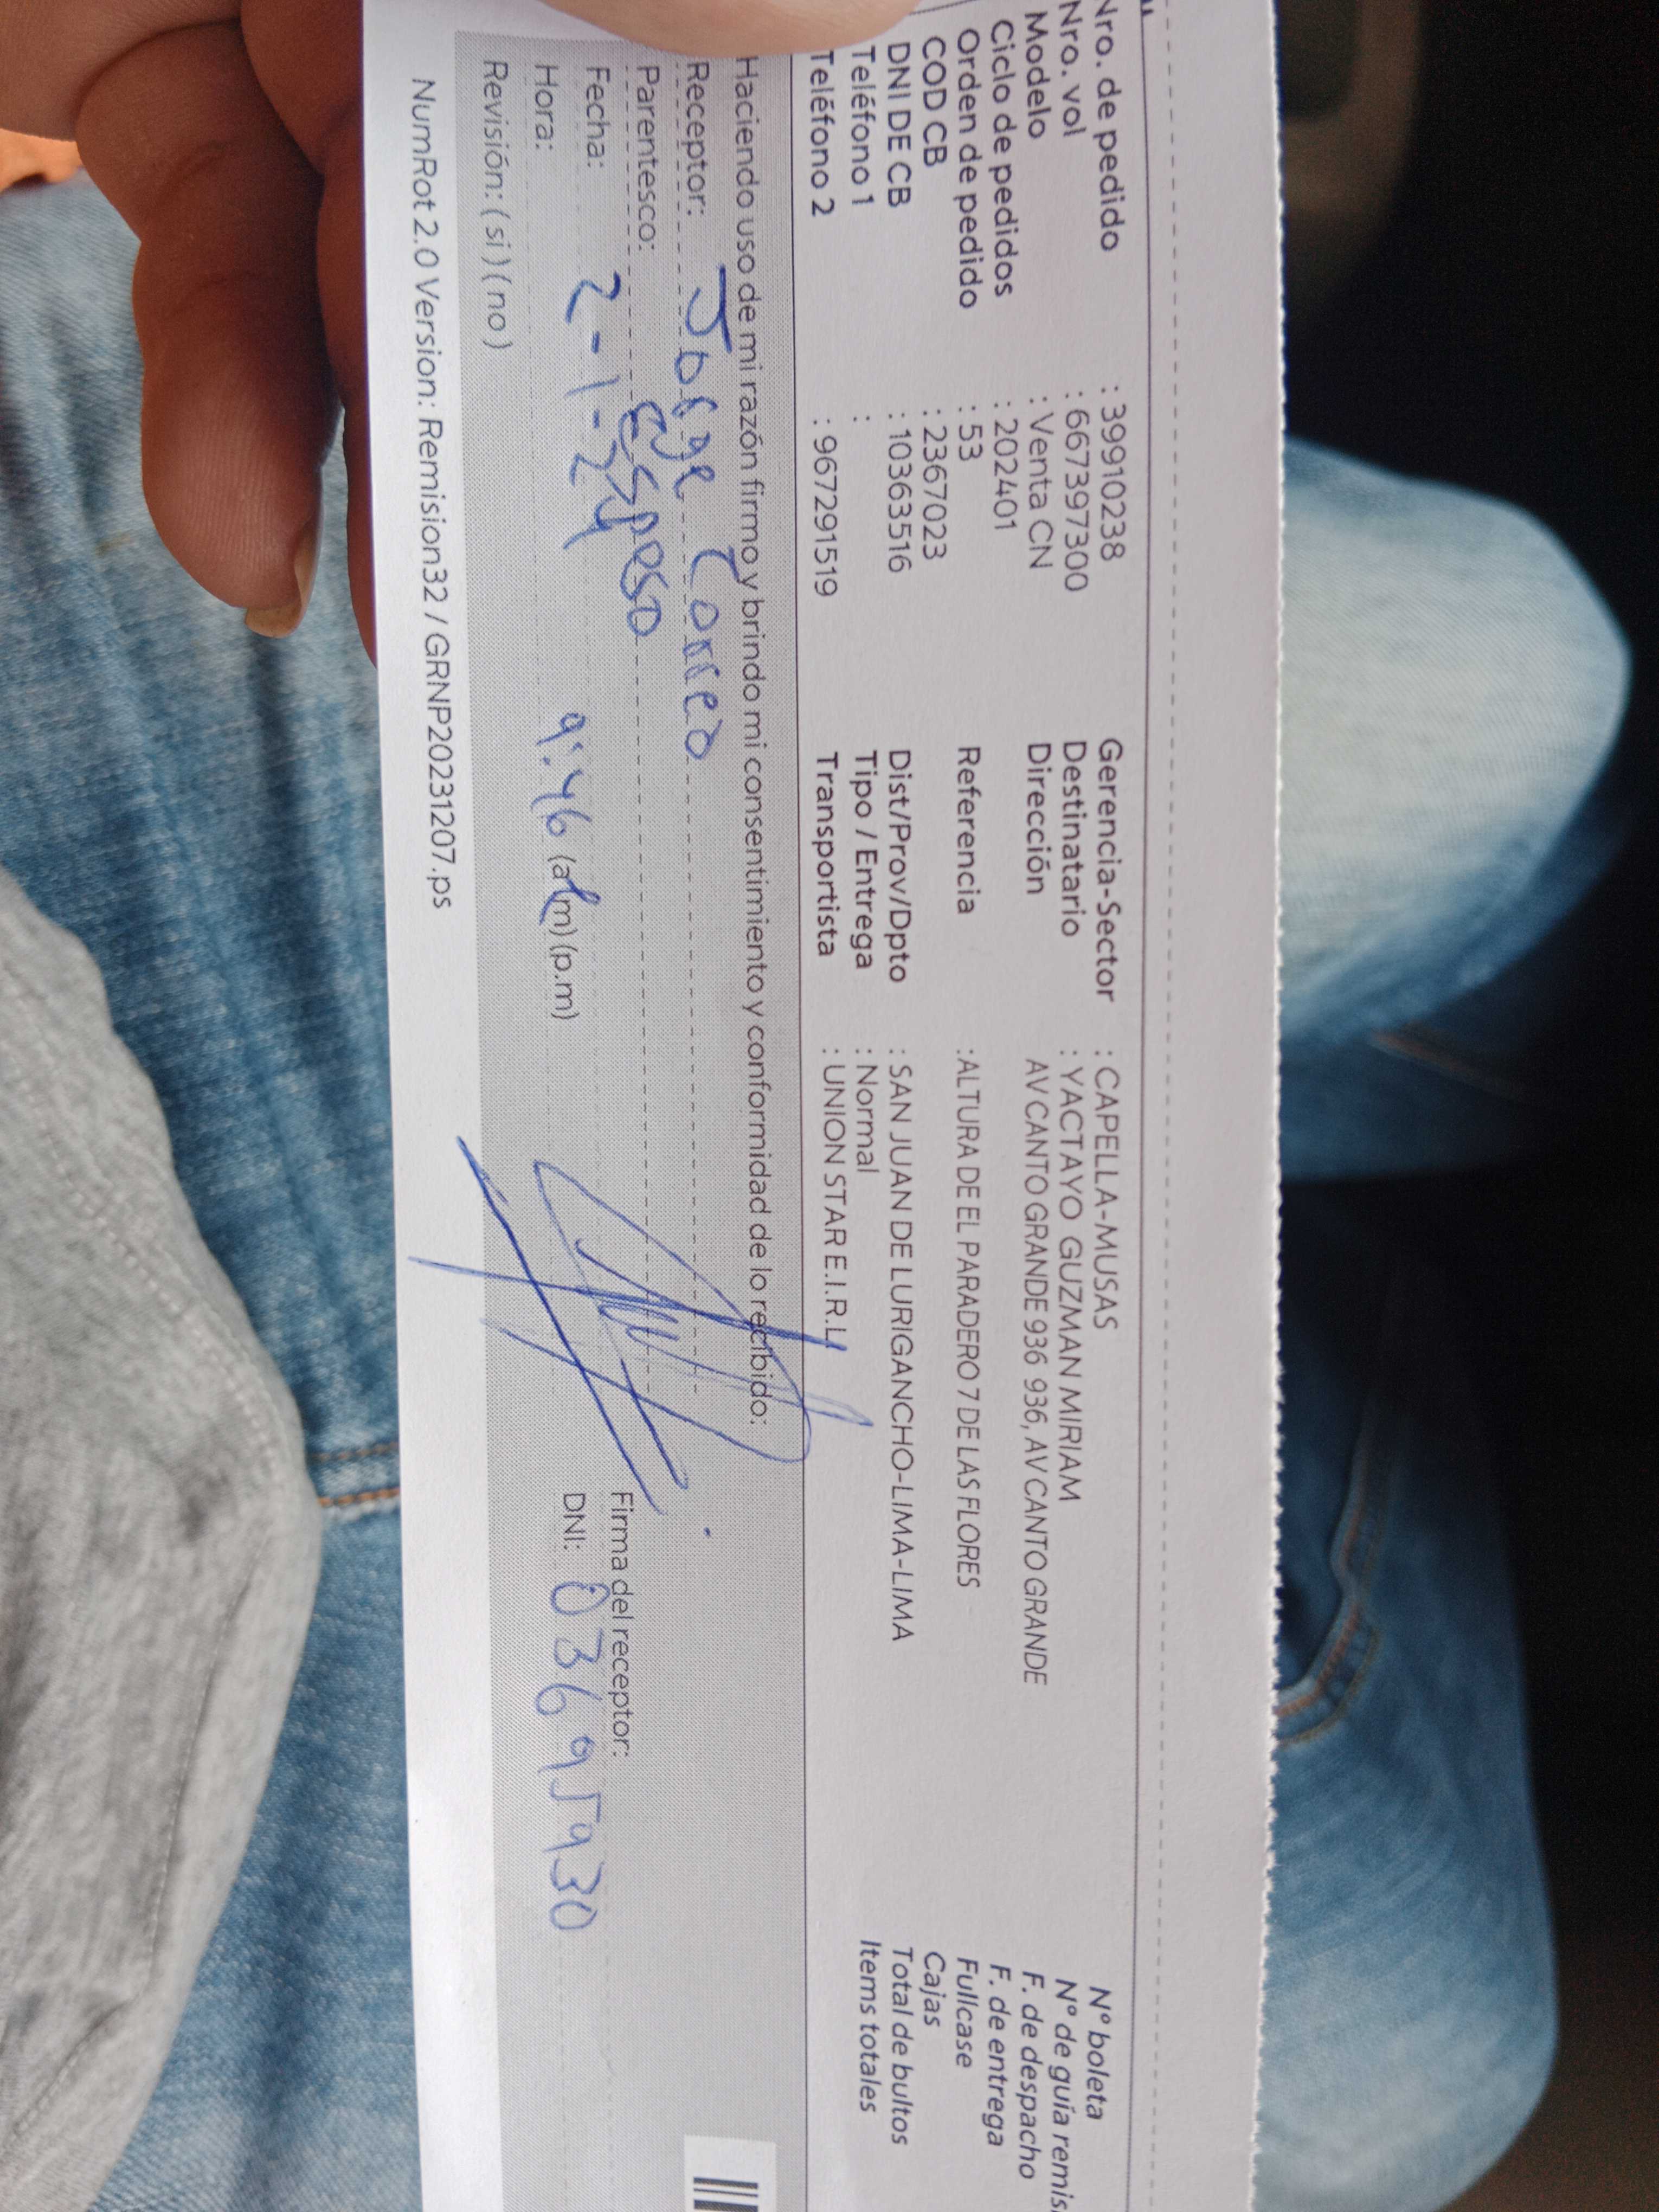 Nro. de pedido : 39910238 Gerencia-Sector : CAPELLA-MUSAS Nº boleta
Nro. vol : 667397300 Destinatario : YACTAYO GUZMAN MIRIAM Nº de guía remis
Modelo : Venta CN Dirección AV CANTO GRANDE 936 936, AV CANTO GRANDE F. de despacho
Ciclo de pedidos : 202401 F. de entrega
Orden de pedido : 53 Referencia :ALTURA DE EL PARADERO 7 DE LAS FLORES Fullcase
COD CB : 2367023 Cajas
DNI DE CB : 10363516 Dist/Prov/Dpto : SAN JUAN DE LURIGANCHO-LIMA-LIMA Total de bultos
Teléfono 1 : Tipo / Entrega : Normal Items totales
Teléfono 2 : 967291519 Transportista : UNION STAR E.I.R.L
Haciendo uso de mi razón firmo y brindo mi consentimiento y conformidad de lo recibido:
Receptor: Jorge
Parentesco: esposo
Firma del receptor:
Fecha: 2-1-24
DNI: 03695930
Hora: 9:46 (a.m) (p.m)
Revisión: ( si ) ( no )
NumRot 2.0 Version: Remision32 / GRNP20231207.ps